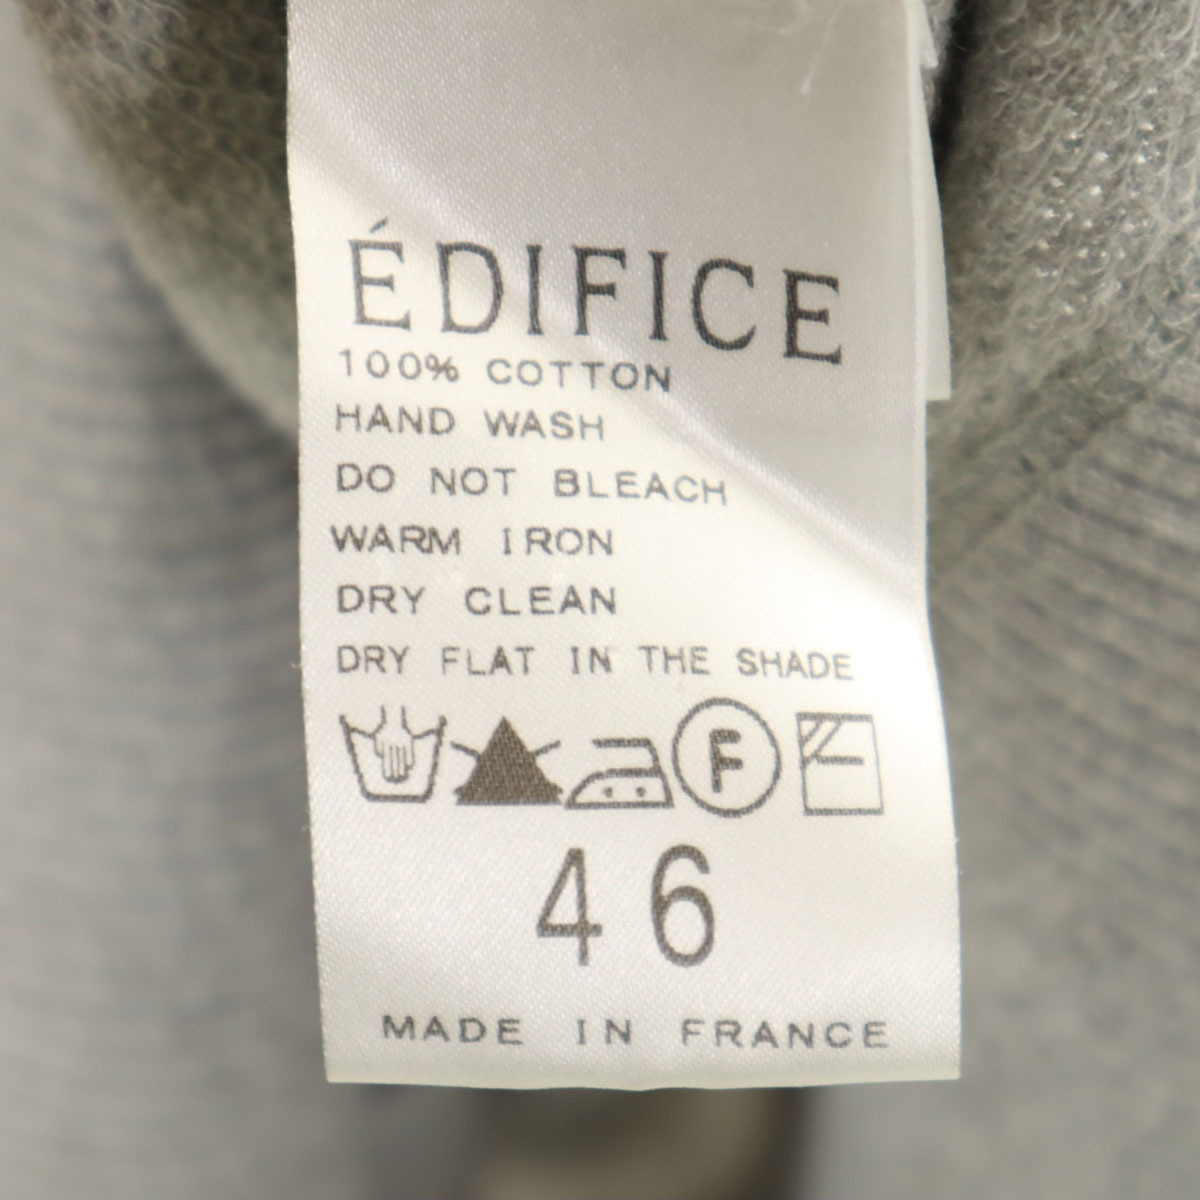 ÉDIFICE
100% COTTON
HAND WASH
DO NOT BLEACH
WARM IRON
DRY CLEAN
DRY FLAT IN THE SHADE
F
46
MADE IN FRANCE